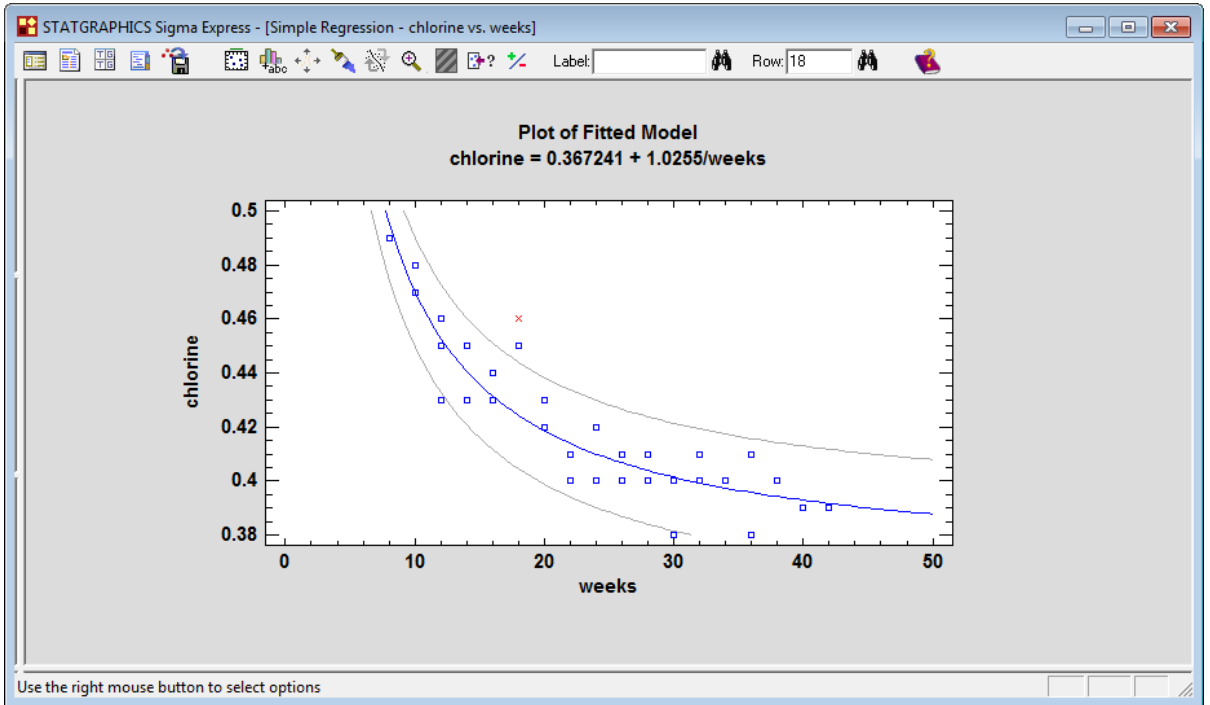 STATGRAPHICS Sigma Express - [Simple Regression - chlorine vs. weeks]
Label: Row: 18
Plot of Fitted Model
chlorine = 0.367241 + 1.0255/weeks
0.5
0.48
0.46
0.44
0.42
0.4
0.38
chlorine
0 10 20 30 40 50
weeks
Use the right mouse button to select options